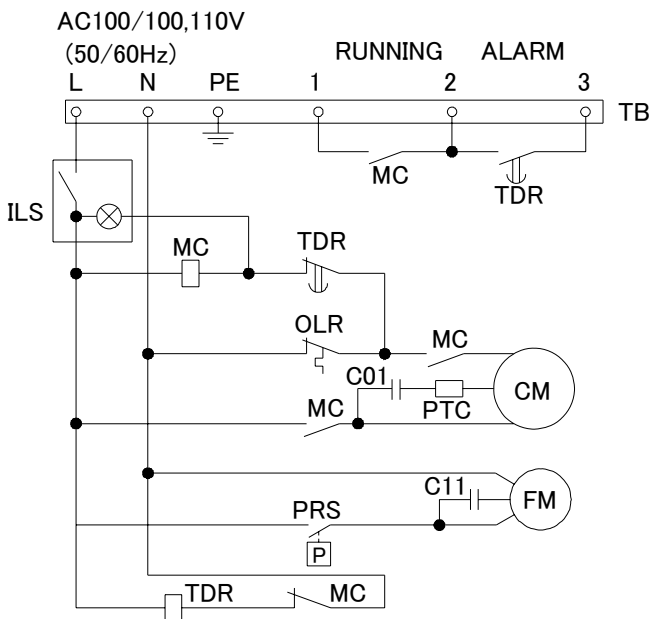 AC100/100,110V
(50/60Hz)
RUNNING ALARM
L N PE 1 2 3
TB
MC
TDR
ILS
MC
TDR
OLR
MC
C01
PTC
CM
MC
C11
FM
PRS
P
TDR
MC